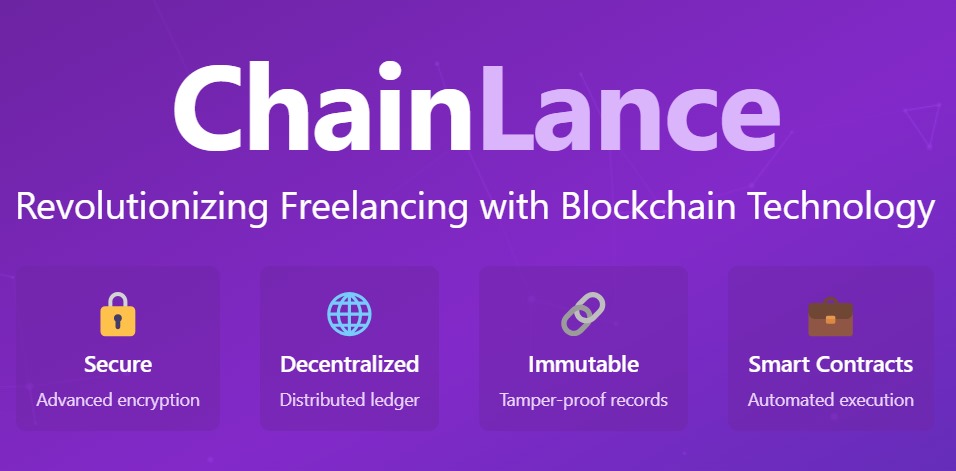 ChainLance
Revolutionizing Freelancing with Blockchain Technology
Secure
Advanced encryption
Decentralized
Distributed ledger
Immutable
Tamper-proof records
Smart Contracts
Automated execution